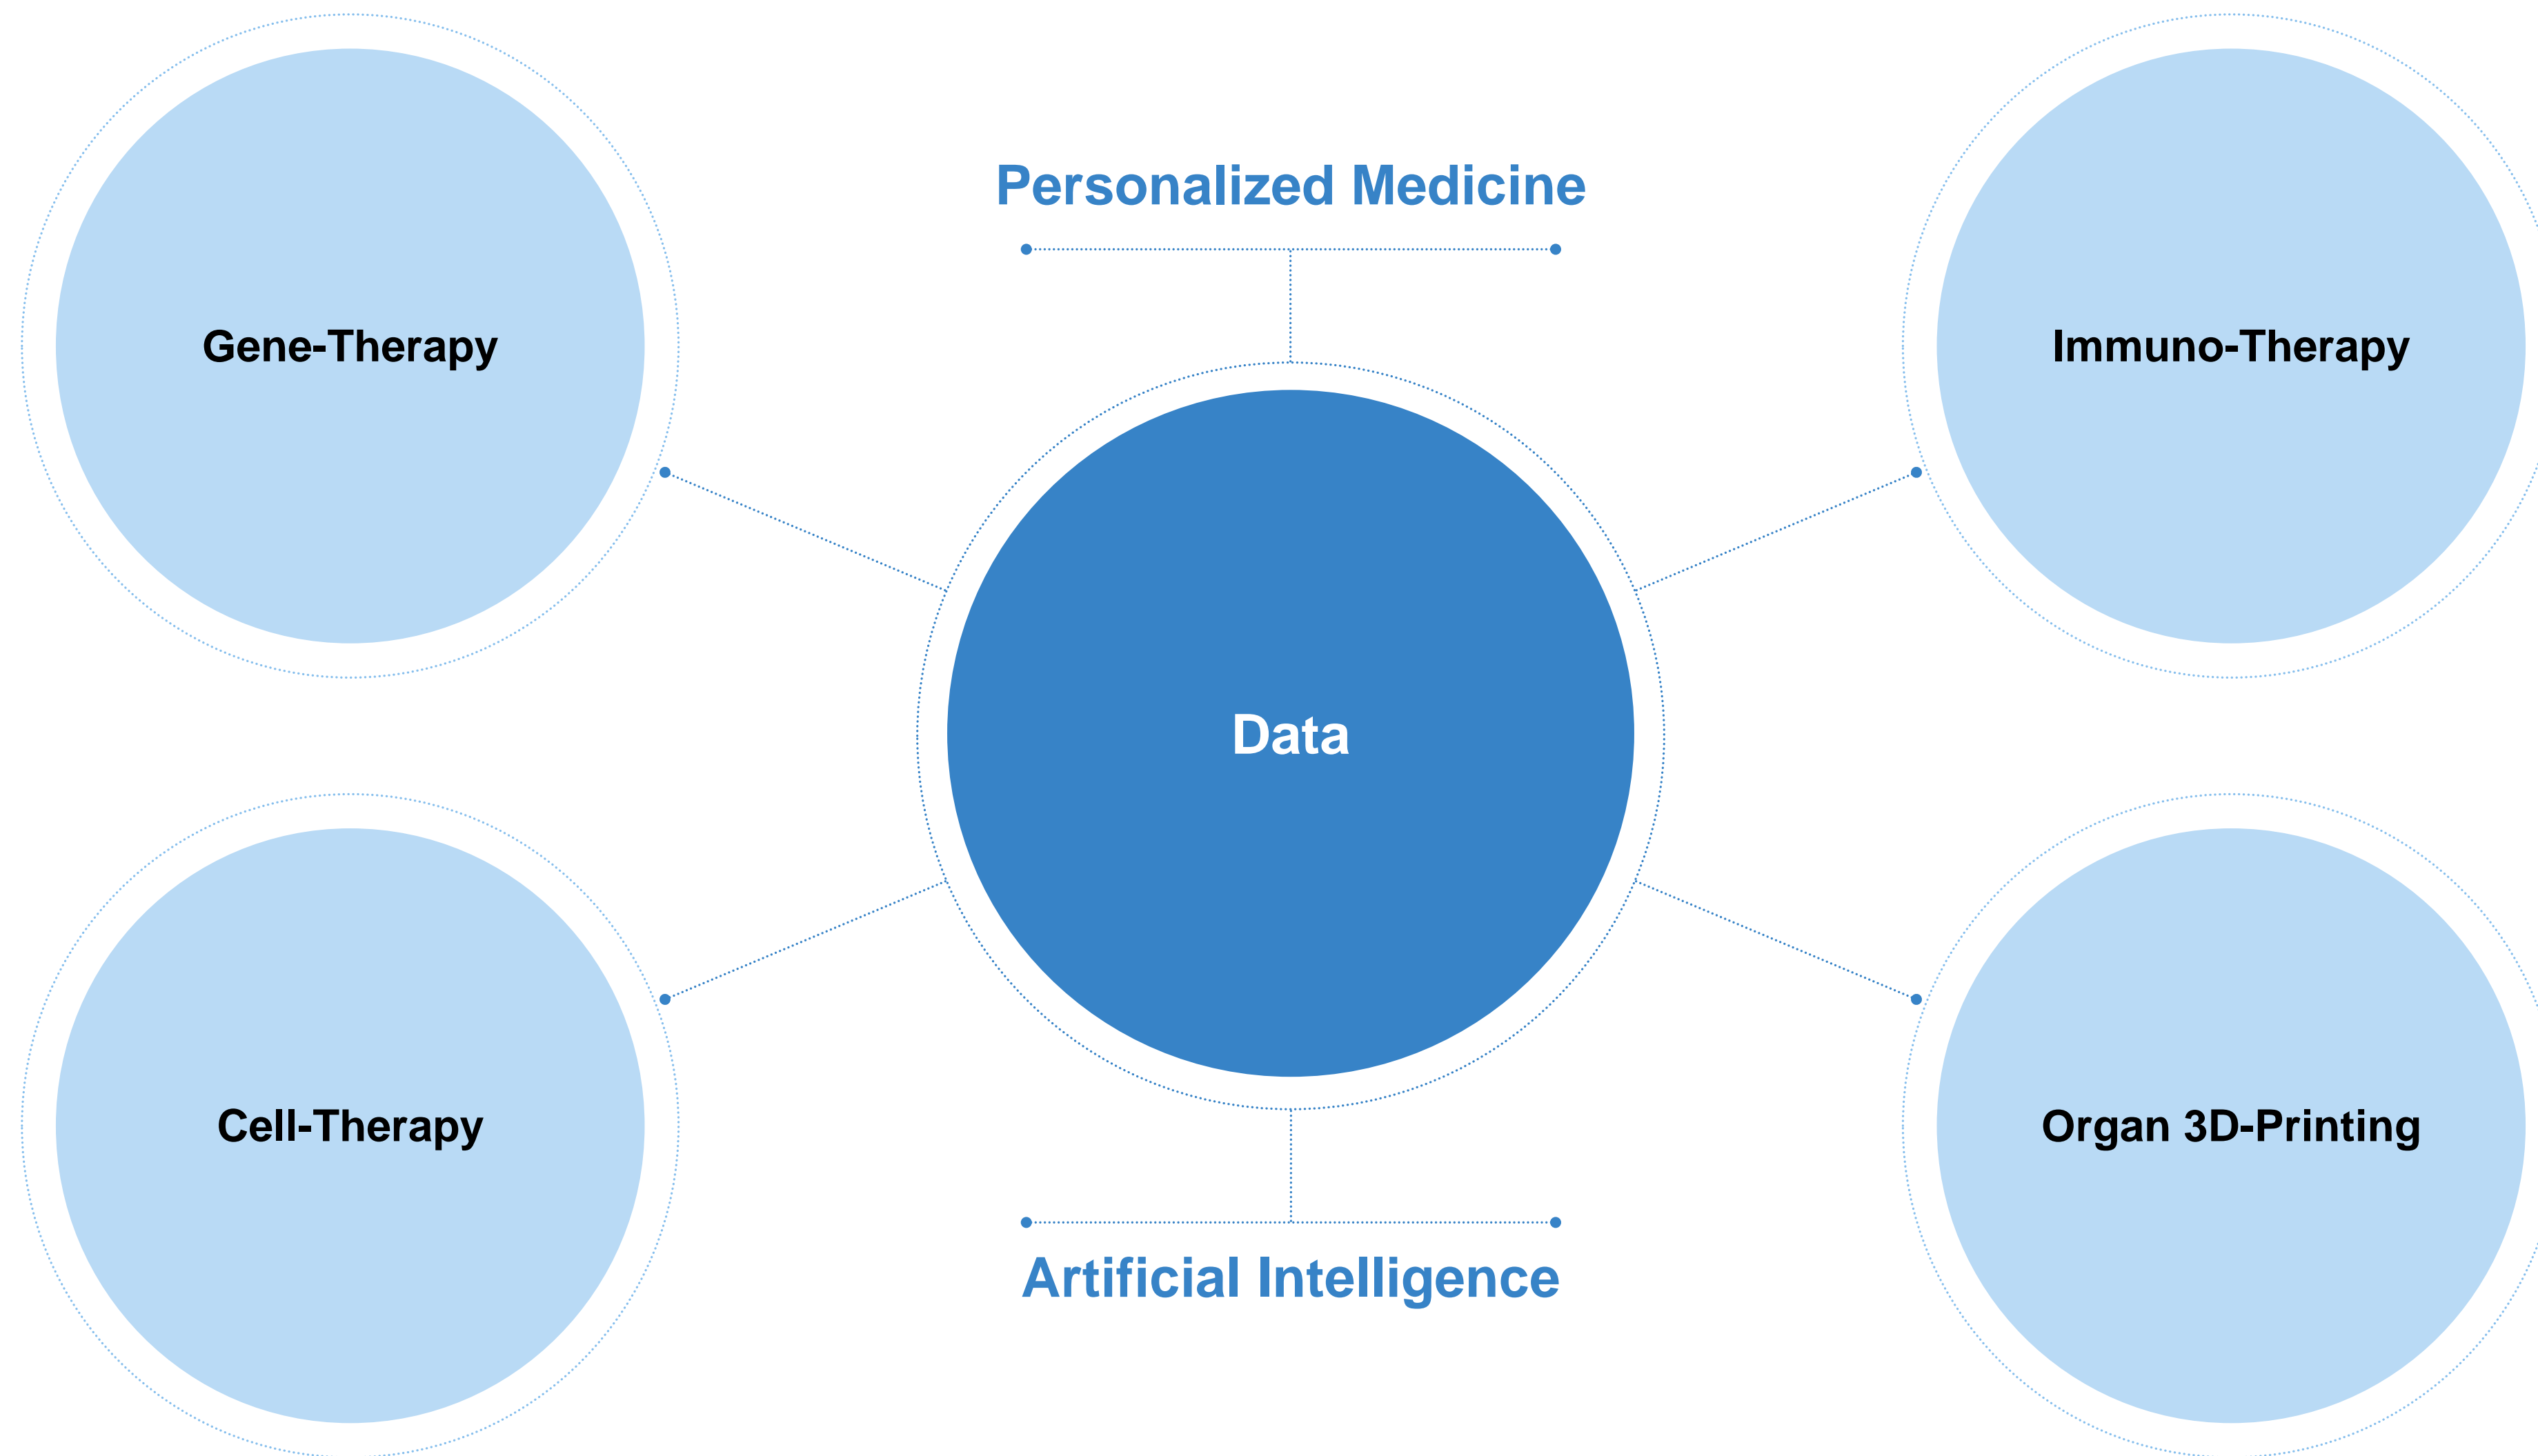 Personalized Medicine
Gene-Therapy
Immuno-Therapy
Data
Cell-Therapy
Organ 3D-Printing
Artificial Intelligence